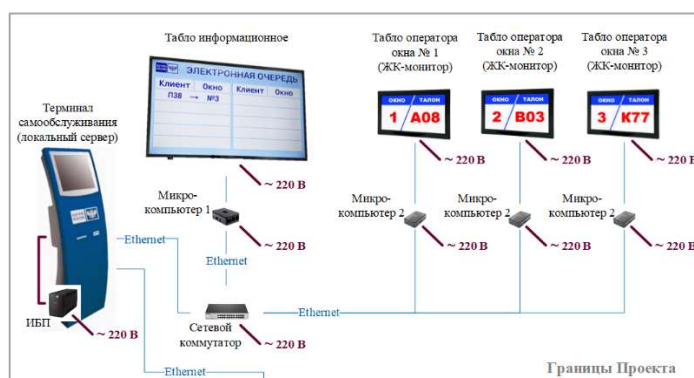 Табло информационное
Табло оператора
окна № 1
(ЖК-монитор)
Табло оператора
окна № 2
(ЖК-монитор)
Табло оператора
окна № 3
(ЖК-монитор)
Терминал
самообслуживания
(локальный сервер)
ЭЛЕКТРОННАЯ ОЧЕРЕДЬ
Клиент Окно Клиент Окно
П38 → №3
ОКНО ТАЛОН
1 A08
ОКНО ТАЛОН
2 B03
ОКНО ТАЛОН
3 K77
~ 220 В
~ 220 В
~ 220 В
~ 220 В
Микро-
компьютер 1
Микро-
компьютер 2
Микро-
компьютер 2
Микро-
компьютер 2
~ 220 В
~ 220 В
~ 220 В
~ 220 В
Ethernet
Ethernet
ИБП
~ 220 В
Сетевой
коммутатор
Ethernet
~ 220 В
Ethernet
Границы Проекта